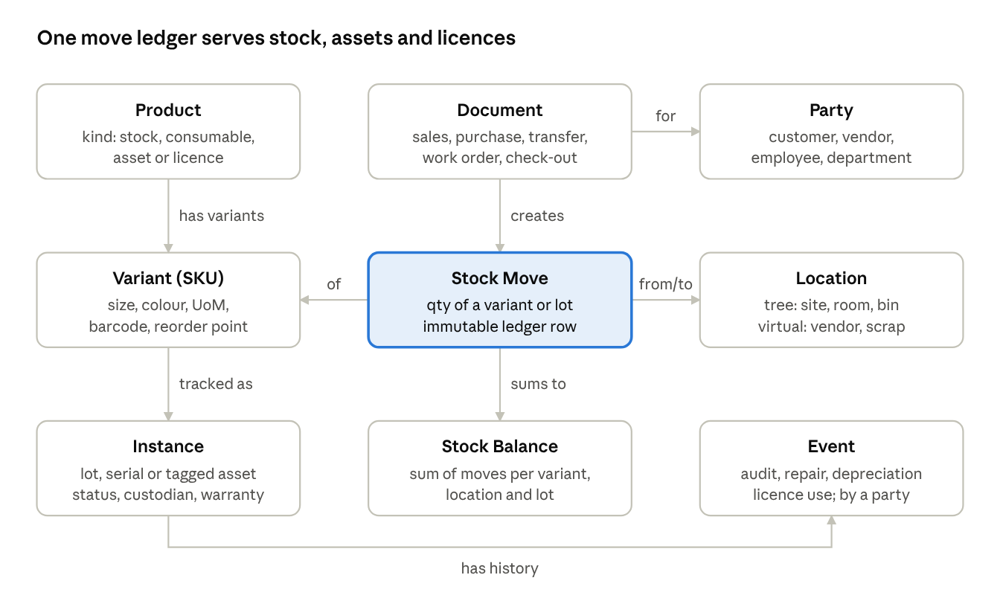 One move ledger serves stock, assets and licences
Product
kind: stock, consumable,
asset or licence
Document
sales, purchase, transfer,
work order, check-out
for
Party
customer, vendor,
employee, department
has variants
creates
Variant (SKU)
size, colour, UoM,
barcode, reorder point
of
Stock Move
qty of a variant or lot
immutable ledger row
from/to
Location
tree: site, room, bin
virtual: vendor, scrap
tracked as
sums to
Instance
lot, serial or tagged asset
status, custodian, warranty
Stock Balance
sum of moves per variant,
location and lot
Event
audit, repair, depreciation
licence use; by a party
has history